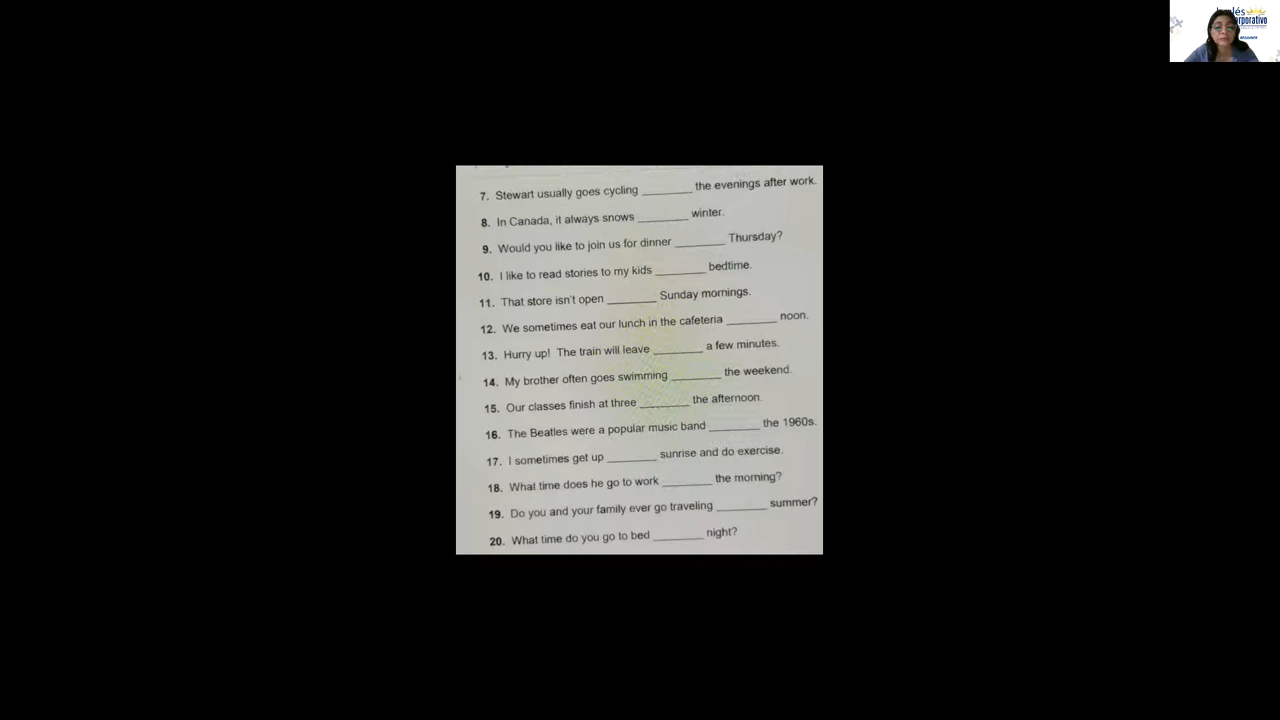 Inglés
Corporativo
7. Stewart usually goes cycling ________ the evenings after work.
8. In Canada, it always snows ________ winter.
9. Would you like to join us for dinner ________ Thursday?
10. I like to read stories to my kids ________ bedtime.
11. That store isn't open ________ Sunday mornings.
12. We sometimes eat our lunch in the cafeteria ________ noon.
13. Hurry up! The train will leave ________ a few minutes.
14. My brother often goes swimming ________ the weekend.
15. Our classes finish at three ________ the afternoon.
16. The Beatles were a popular music band ________ the 1960s.
17. I sometimes get up ________ sunrise and do exercise.
18. What time does he go to work ________ the morning?
19. Do you and your family ever go traveling ________ summer?
20. What time do you go to bed ________ night?